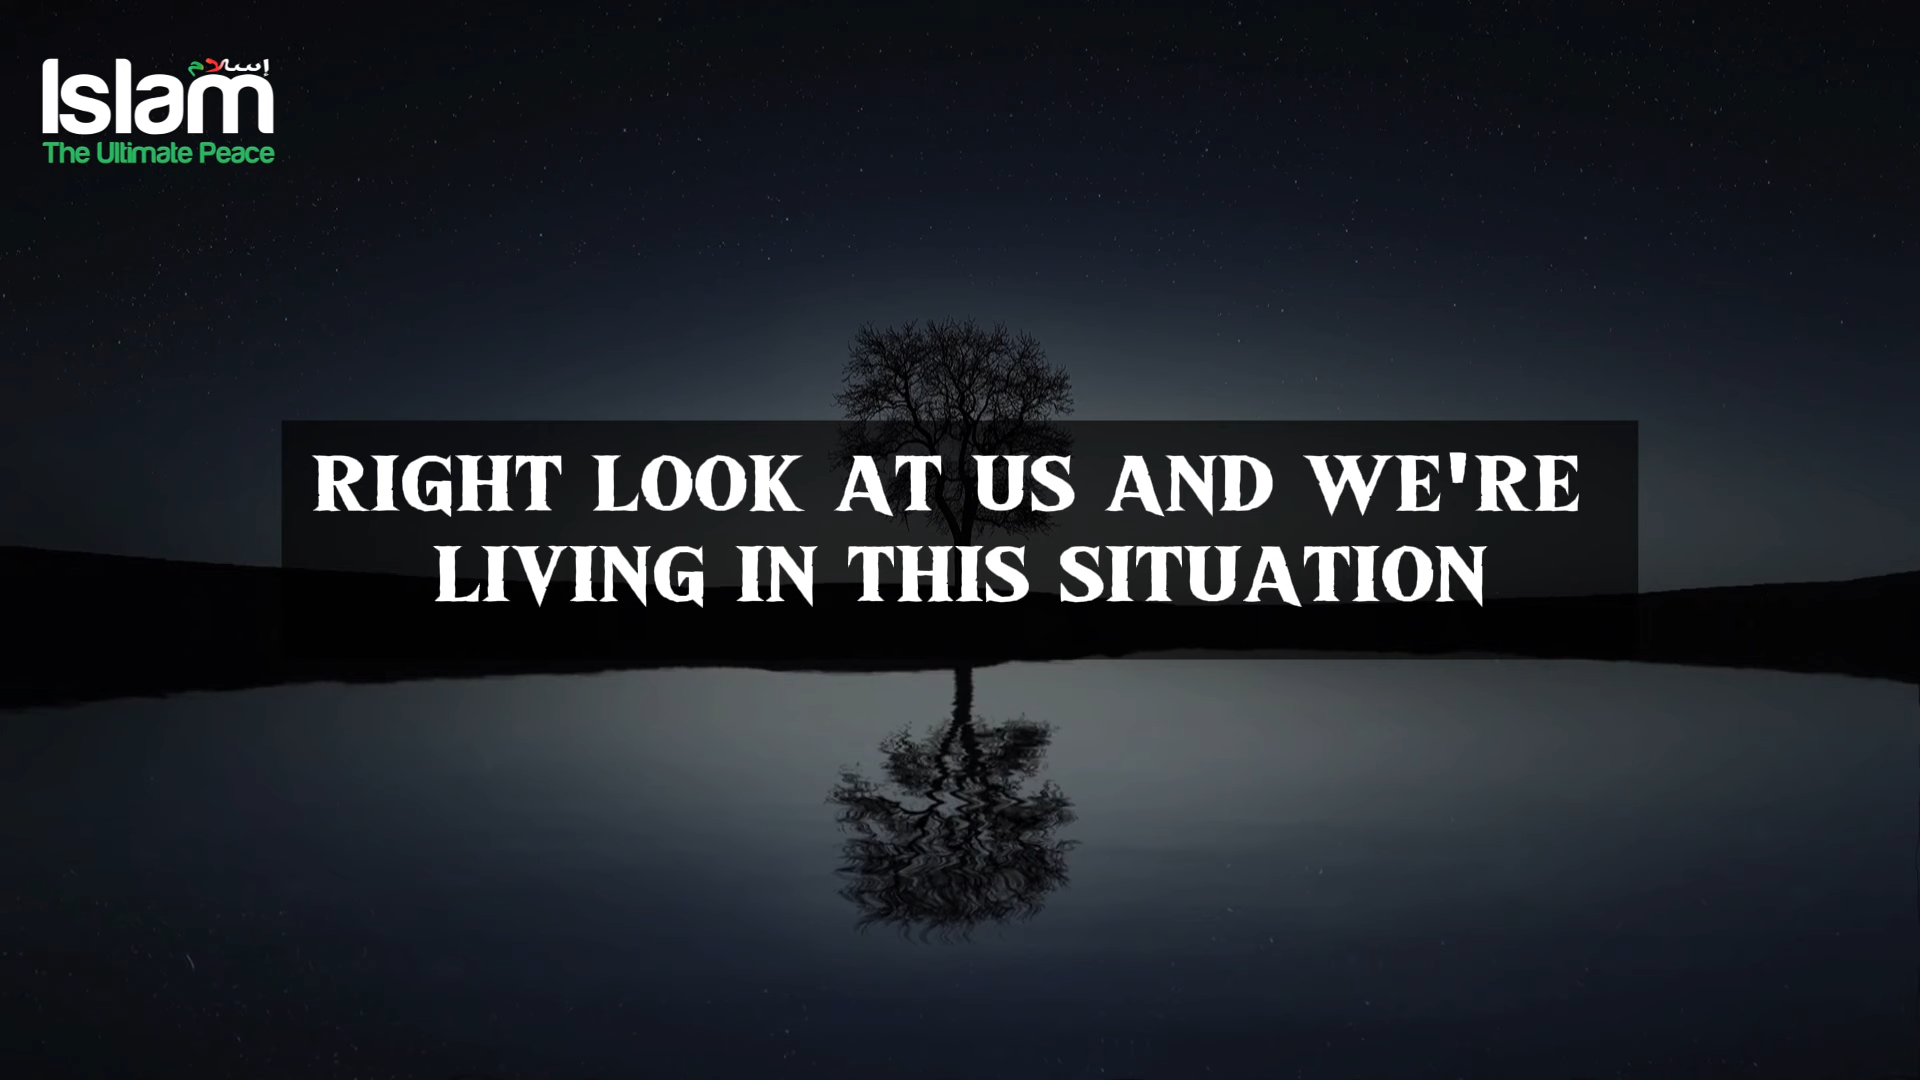 إسلام
Islam
The Ultimate Peace
RIGHT LOOK AT US AND WE'RE
LIVING IN THIS SITUATION